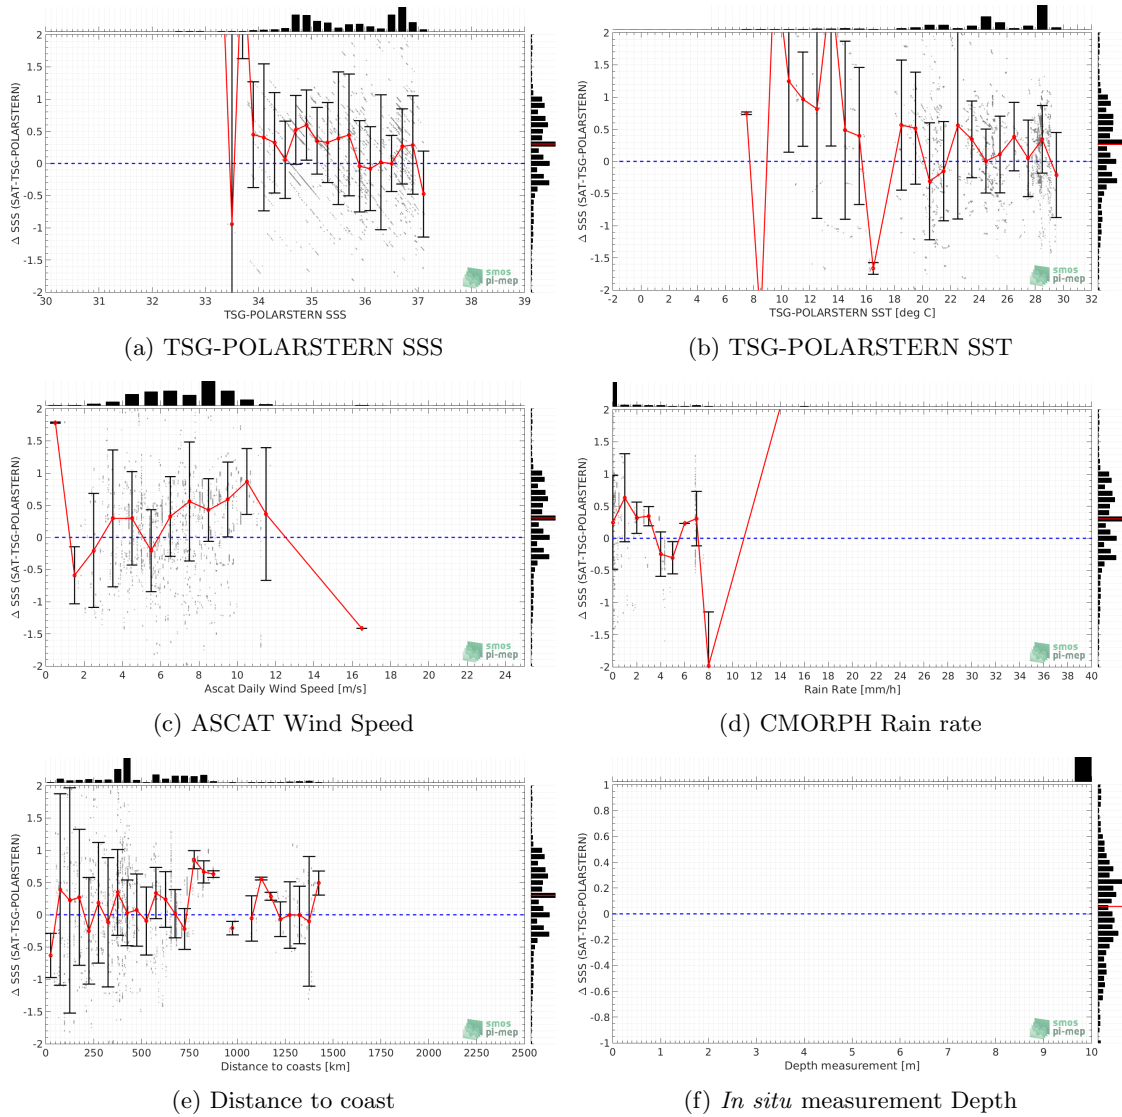 2
1.5
1
0.5
0
-0.5
-1
-1.5
-2
Δ SSS (SAT-TSG-POLARSTERN)
30 31 32 33 34 35 36 37 38 39
TSG-POLARSTERN SSS
smos
pi-mep
(a) TSG-POLARSTERN SSS
2
1.5
1
0.5
0
-0.5
-1
-1.5
-2
Δ SSS (SAT-TSG-POLARSTERN)
-2 0 2 4 6 8 10 12 14 16 18 20 22 24 26 28 30 32
TSG-POLARSTERN SST [deg C]
smos
pi-mep
(b) TSG-POLARSTERN SST
2
1.5
1
0.5
0
-0.5
-1
-1.5
-2
Δ SSS (SAT-TSG-POLARSTERN)
0 2 4 6 8 10 12 14 16 18 20 22 24
Ascat Daily Wind Speed [m/s]
smos
pi-mep
(c) ASCAT Wind Speed
2
1.5
1
0.5
0
-0.5
-1
-1.5
-2
Δ SSS (SAT-TSG-POLARSTERN)
0 2 4 6 8 10 12 14 16 18 20 22 24 26 28 30 32 34 36 38 40
Rain Rate [mm/h]
smos
pi-mep
(d) CMORPH Rain rate
2
1.5
1
0.5
0
-0.5
-1
-1.5
-2
Δ SSS (SAT-TSG-POLARSTERN)
0 250 500 750 1000 1250 1500 1750 2000 2250 2500
Distance to coasts [km]
smos
pi-mep
(e) Distance to coast
1
0.8
0.6
0.4
0.2
0
-0.2
-0.4
-0.6
-0.8
-1
Δ SSS (SAT-TSG-POLARSTERN)
0 1 2 3 4 5 6 7 8 9 10
Depth measurement [m]
smos
pi-mep
(f) In situ measurement Depth